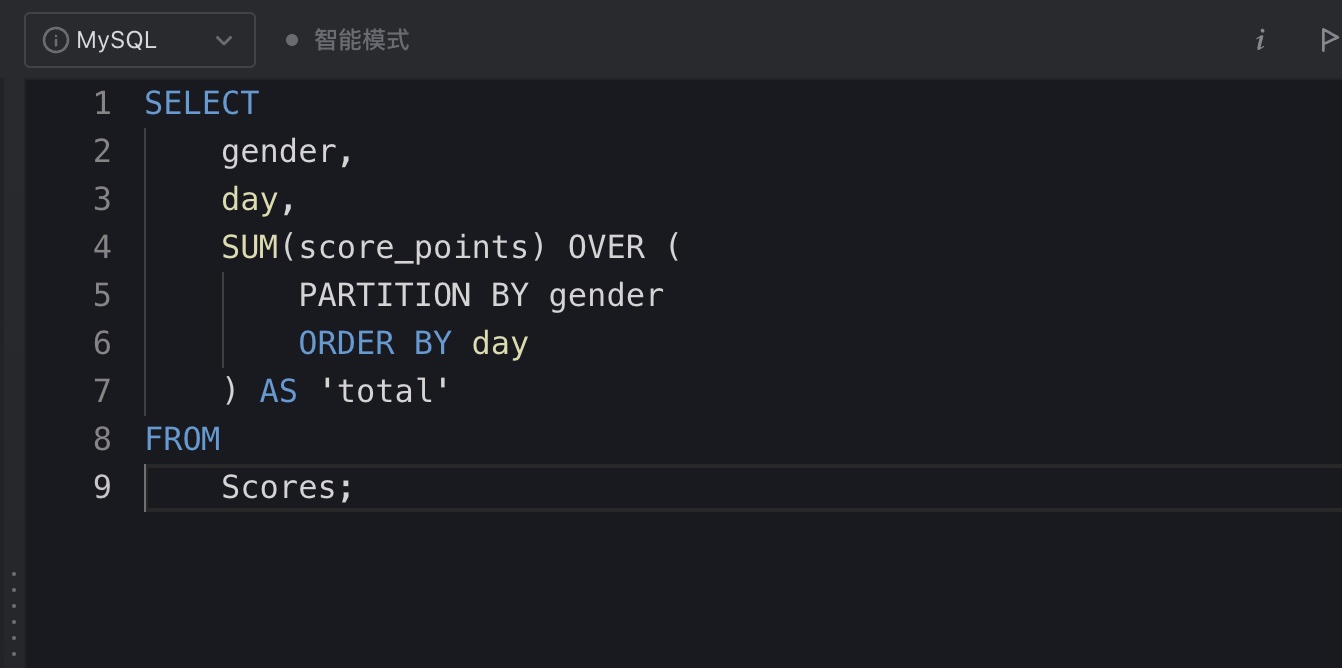 MySQL 智能模式
1 SELECT
2 gender,
3 day,
4 SUM(score_points) OVER (
5 PARTITION BY gender
6 ORDER BY day
7 ) AS 'total'
8 FROM
9 Scores;